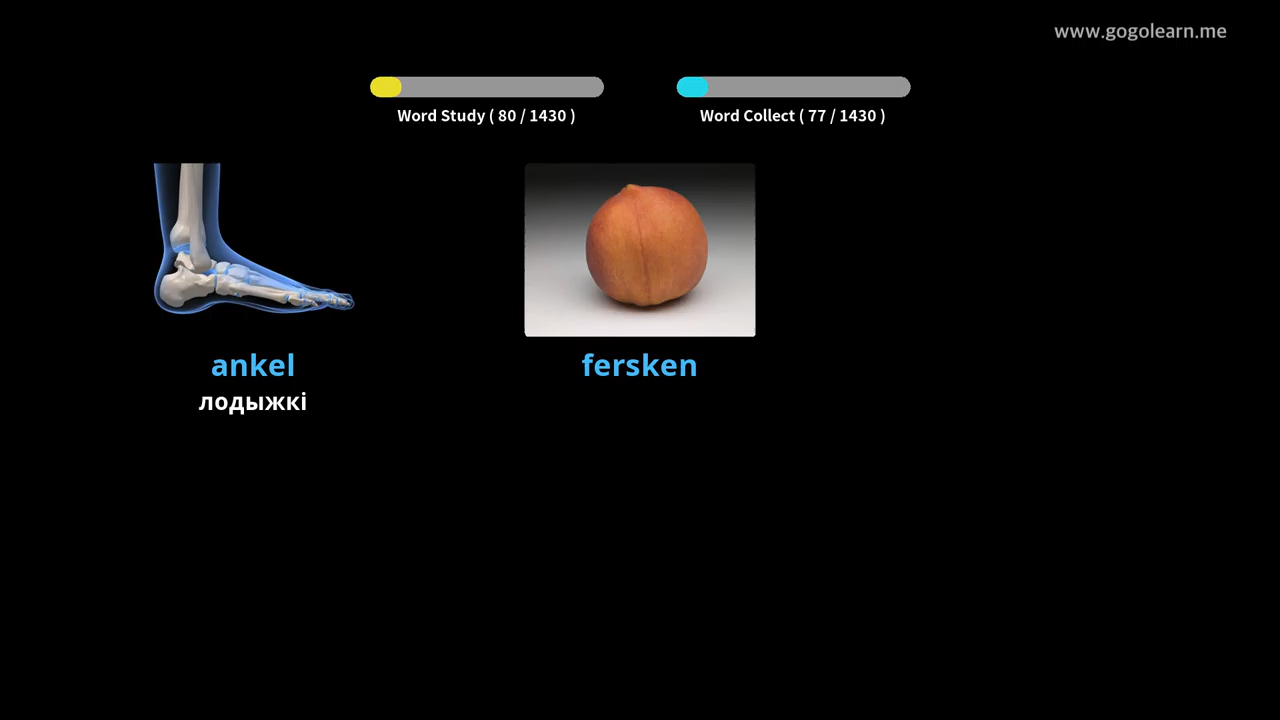 www.gogolearn.me
Word Study ( 80 / 1430 )
Word Collect ( 77 / 1430 )
ankel
fersken
лодыжкі